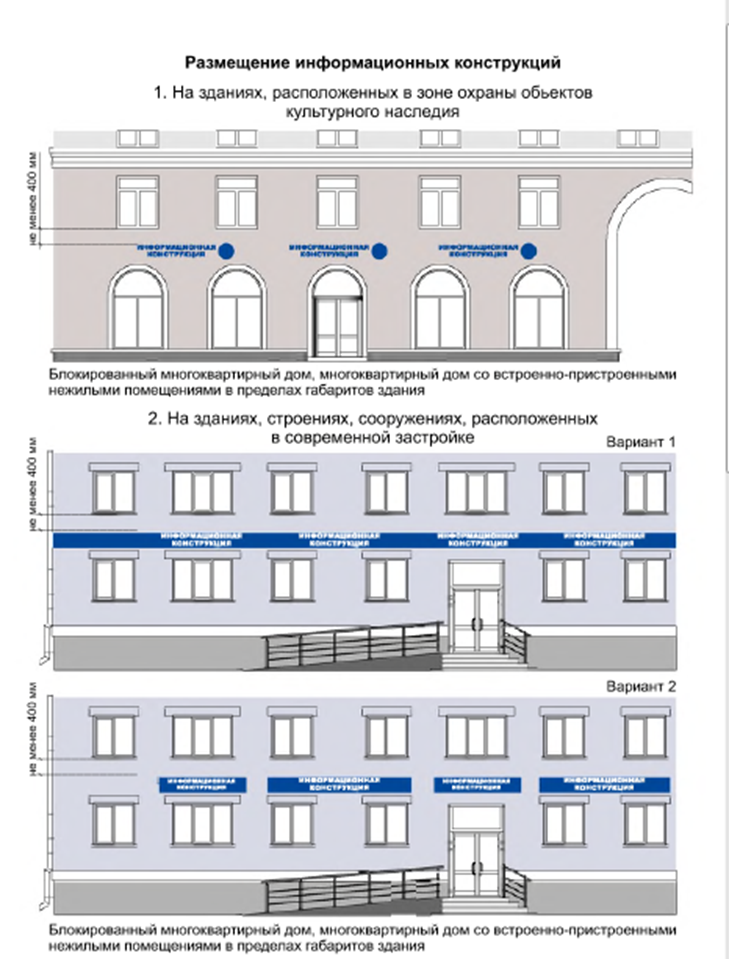 Размещение информационных конструкций
1. На зданиях, расположенных в зоне охраны обьектов
культурного наследия
не менее 400 мм
ИНФОРМАЦИОННАЯ
КОНСТРУКЦИЯ
ИНФОРМАЦИОННАЯ
КОНСТРУКЦИЯ
ИНФОРМАЦИОННАЯ
КОНСТРУКЦИЯ
Блокированный многоквартирный дом, многоквартирный дом со встроенно-пристроенными
нежилыми помещениями в пределах габаритов здания
2. На зданиях, строениях, сооружениях, расположенных
в современной застройке
Вариант 1
не менее 400 мм
ИНФОРМАЦИОННАЯ
КОНСТРУКЦИЯ
ИНФОРМАЦИОННАЯ
КОНСТРУКЦИЯ
ИНФОРМАЦИОННАЯ
КОНСТРУКЦИЯ
ИНФОРМАЦИОННАЯ
КОНСТРУКЦИЯ
Вариант 2
не менее 400 мм
ИНФОРМАЦИОННАЯ
КОНСТРУКЦИЯ
ИНФОРМАЦИОННАЯ
КОНСТРУКЦИЯ
ИНФОРМАЦИОННАЯ
КОНСТРУКЦИЯ
ИНФОРМАЦИОННАЯ
КОНСТРУКЦИЯ
Блокированный многоквартирный дом, многоквартирный дом со встроенно-пристроенными
нежилыми помещениями в пределах габаритов здания